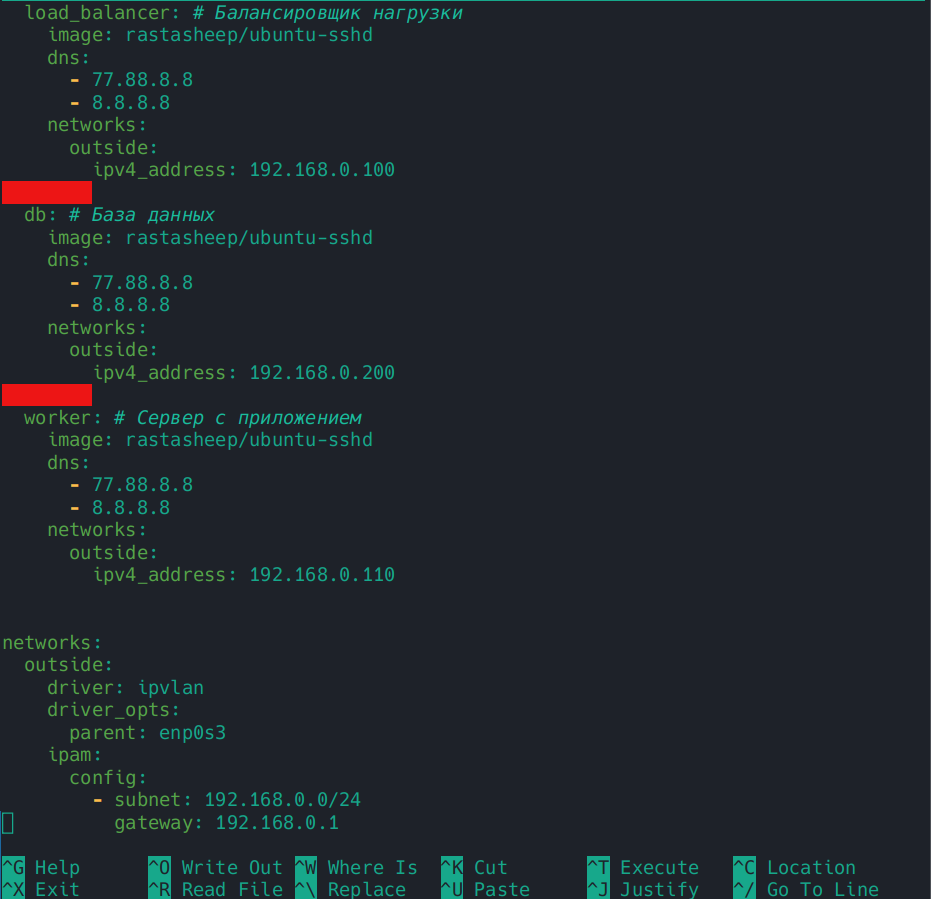 load_balancer: # Балансировщик нагрузки
image: rastasheep/ubuntu-sshd
dns:
- 77.88.8.8
- 8.8.8.8
networks:
outside:
ipv4_address: 192.168.0.100
db: # База данных
image: rastasheep/ubuntu-sshd
dns:
- 77.88.8.8
- 8.8.8.8
networks:
outside:
ipv4_address: 192.168.0.200
worker: # Сервер с приложением
image: rastasheep/ubuntu-sshd
dns:
- 77.88.8.8
- 8.8.8.8
networks:
outside:
ipv4_address: 192.168.0.110
networks:
outside:
driver: ipvlan
driver_opts:
parent: enp0s3
ipam:
config:
- subnet: 192.168.0.0/24
gateway: 192.168.0.1
^G Help ^O Write Out ^W Where Is ^K Cut ^T Execute ^C Location
^X Exit ^R Read File ^\ Replace ^U Paste ^J Justify ^/ Go To Line